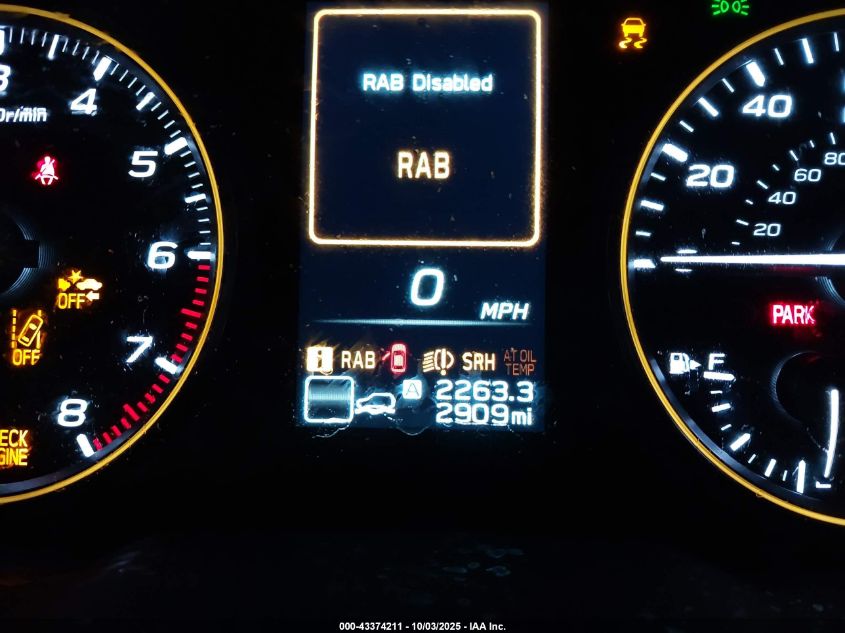 RAB Disabled
RAB
0
MPH
RAB SRH AT OIL TEMP
A 2263.3
2909mi
3
4
5
6
7
8
r/min
OFF
OFF
ECK
GINE
40
20
80
60
40
20
PARK
F
000-43374211 - 10/03/2025 - IAA Inc.